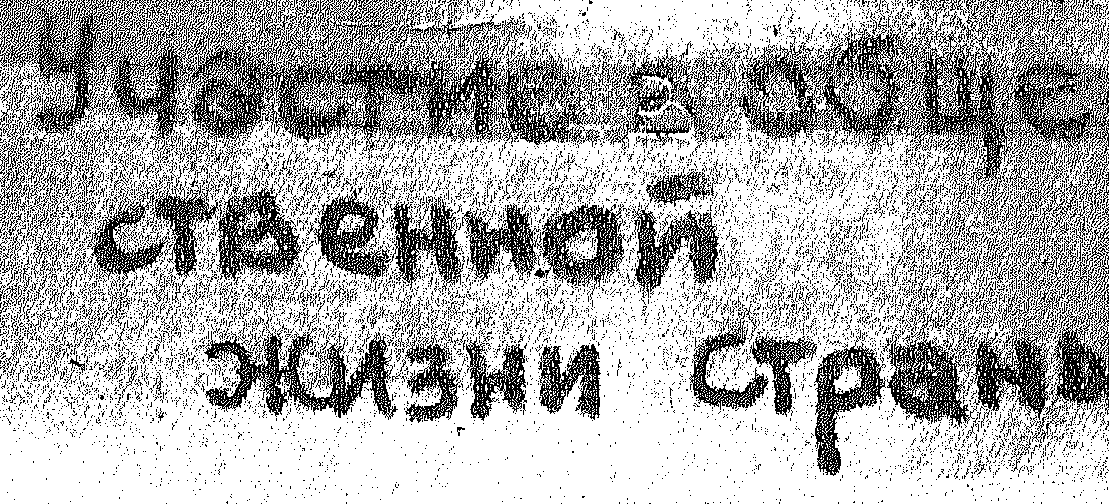 Участие в обще
ственной
жизни страны